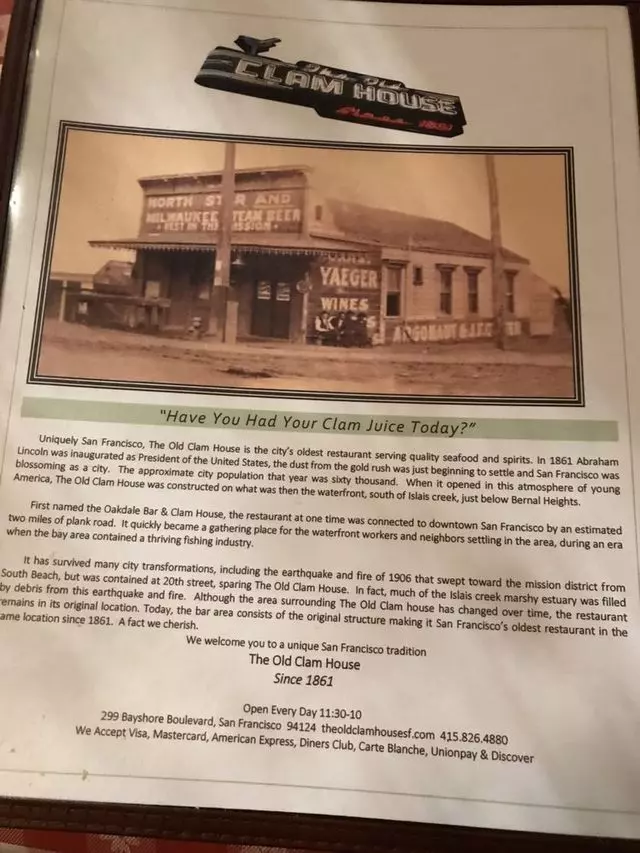 The Old
CLAM HOUSE
Since 1861
NORTH STAR AND
MILWAUKEE STEAM BEER
BEST IN THE MISSION
YAEGER
WINES
"Have You Had Your Clam Juice Today?"
Uniquely San Francisco, The Old Clam House is the city's oldest restaurant serving quality seafood and spirits. In 1861 Abraham
Lincoln was inaugurated as President of the United States, the dust from the gold rush was just beginning to settle and San Francisco was
blossoming as a city. The approximate city population that year was sixty thousand. When it opened in this atmosphere of young
America, The Old Clam House was constructed on what was then the waterfront, south of Islais creek, just below Bernal Heights.
First named the Oakdale Bar & Clam House, the restaurant at one time was connected to downtown San Francisco by an estimated
two miles of plank road. It quickly became a gathering place for the waterfront workers and neighbors settling in the area, during an era
when the bay area contained a thriving fishing industry.
It has survived many city transformations, including the earthquake and fire of 1906 that swept toward the mission district from
South Beach, but was contained at 20th street, sparing The Old Clam House. In fact, much of the Islais creek marshy estuary was filled
by debris from this earthquake and fire. Although the area surrounding The Old Clam house has changed over time, the restaurant
remains in its original location. Today, the bar area consists of the original structure making it San Francisco's oldest restaurant in the
ame location since 1861. A fact we cherish.
We welcome you to a unique San Francisco tradition
The Old Clam House
Since 1861
Open Every Day 11:30-10
299 Bayshore Boulevard, San Francisco 94124 theoldclamhousesf.com 415.826.4880
We Accept Visa, Mastercard, American Express, Diners Club, Carte Blanche, Unionpay & Discover